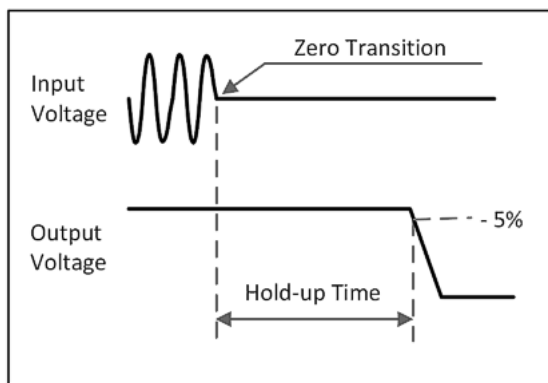 Zero Transition
Input
Voltage
- 5%
Output
Voltage
Hold-up Time